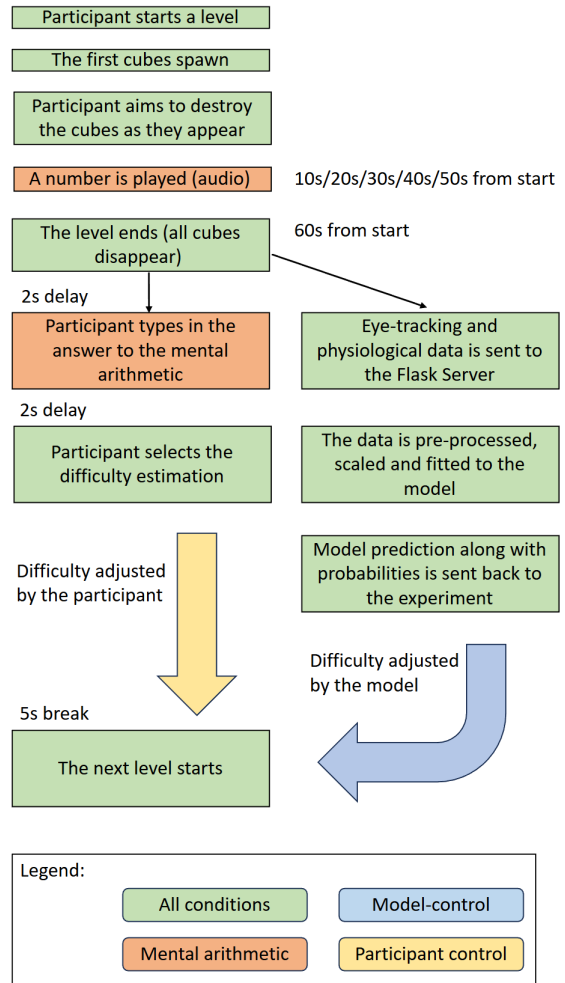 Participant starts a level
The first cubes spawn
Participant aims to destroy
the cubes as they appear
A number is played (audio)
10s/20s/30s/40s/50s from start
The level ends (all cubes
disappear)
60s from start
2s delay
Participant types in the
answer to the mental
arithmetic
Eye-tracking and
physiological data is sent to
the Flask Server
2s delay
Participant selects the
difficulty estimation
The data is pre-processed,
scaled and fitted to the
model
Model prediction along with
probabilities is sent back to
the experiment
Difficulty adjusted
by the participant
Difficulty adjusted
by the model
5s break
The next level starts
Legend:
All conditions
Model-control
Mental arithmetic
Participant control